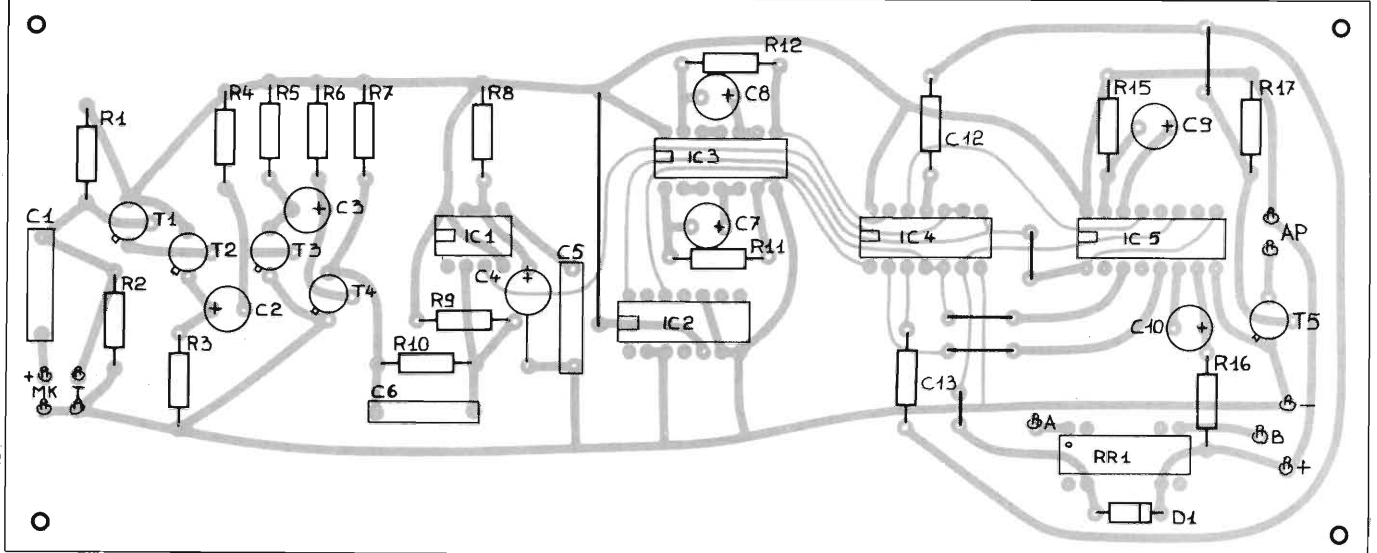 R12
R1
R4 R5 R6 R7 R8
C8
R15 R17
C9
C12
IC3
C1
T1
C3
C7
T2 T3
IC1
R11
IC4
IC5
AP
C5
C4
R2
T4
C2
R9
IC2
C10
T5
R3
R10
R16
+
MK
T
C6
C13
-
A
B
RR1
+
D1